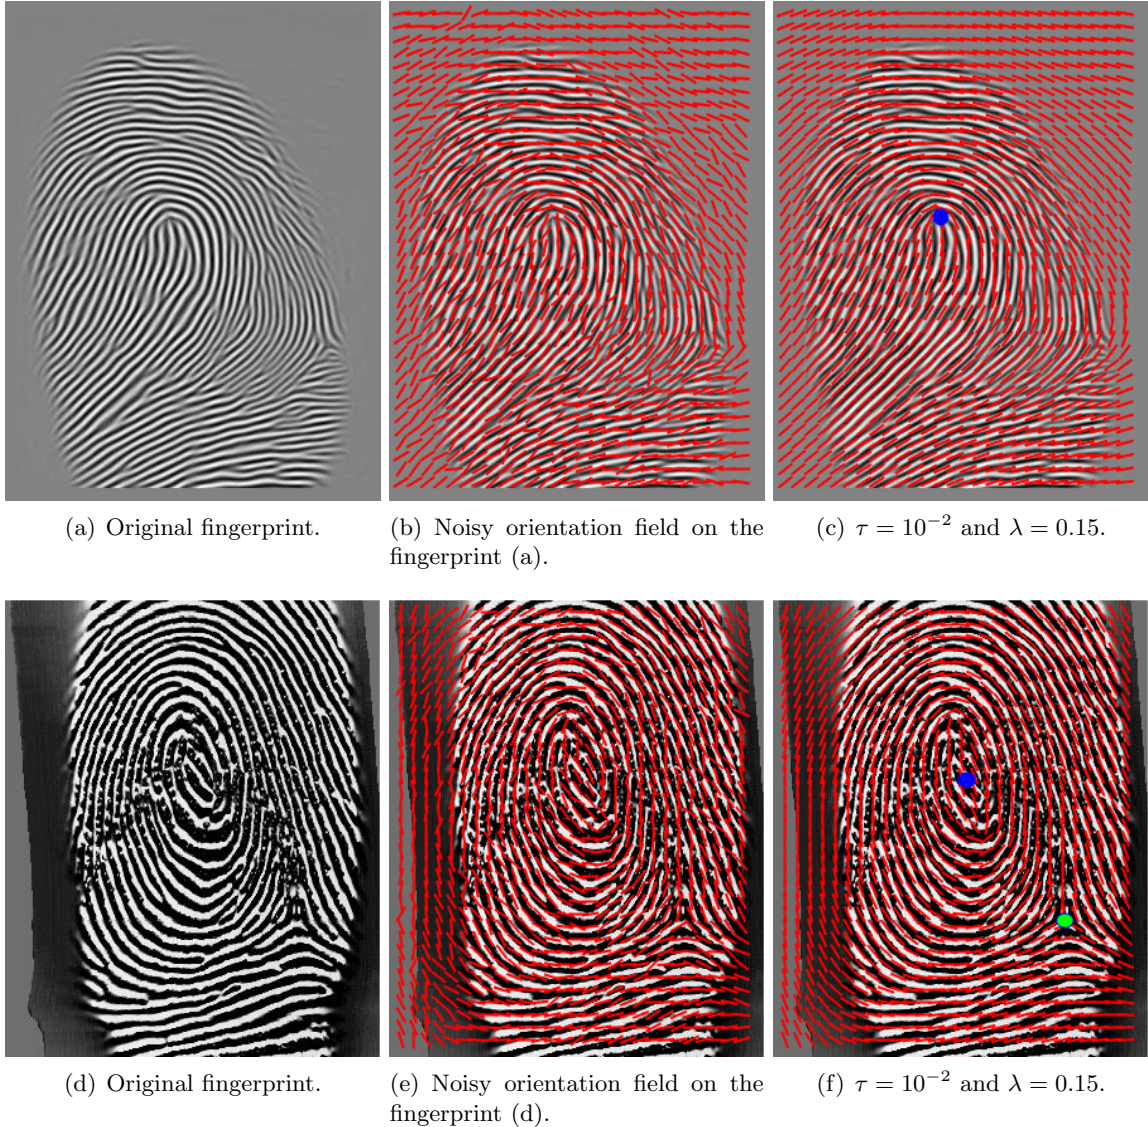 (a) Original fingerprint.
(b) Noisy orientation field on the
fingerprint (a).
(c) τ = 10⁻² and λ = 0.15.
(d) Original fingerprint.
(e) Noisy orientation field on the
fingerprint (d).
(f) τ = 10⁻² and λ = 0.15.